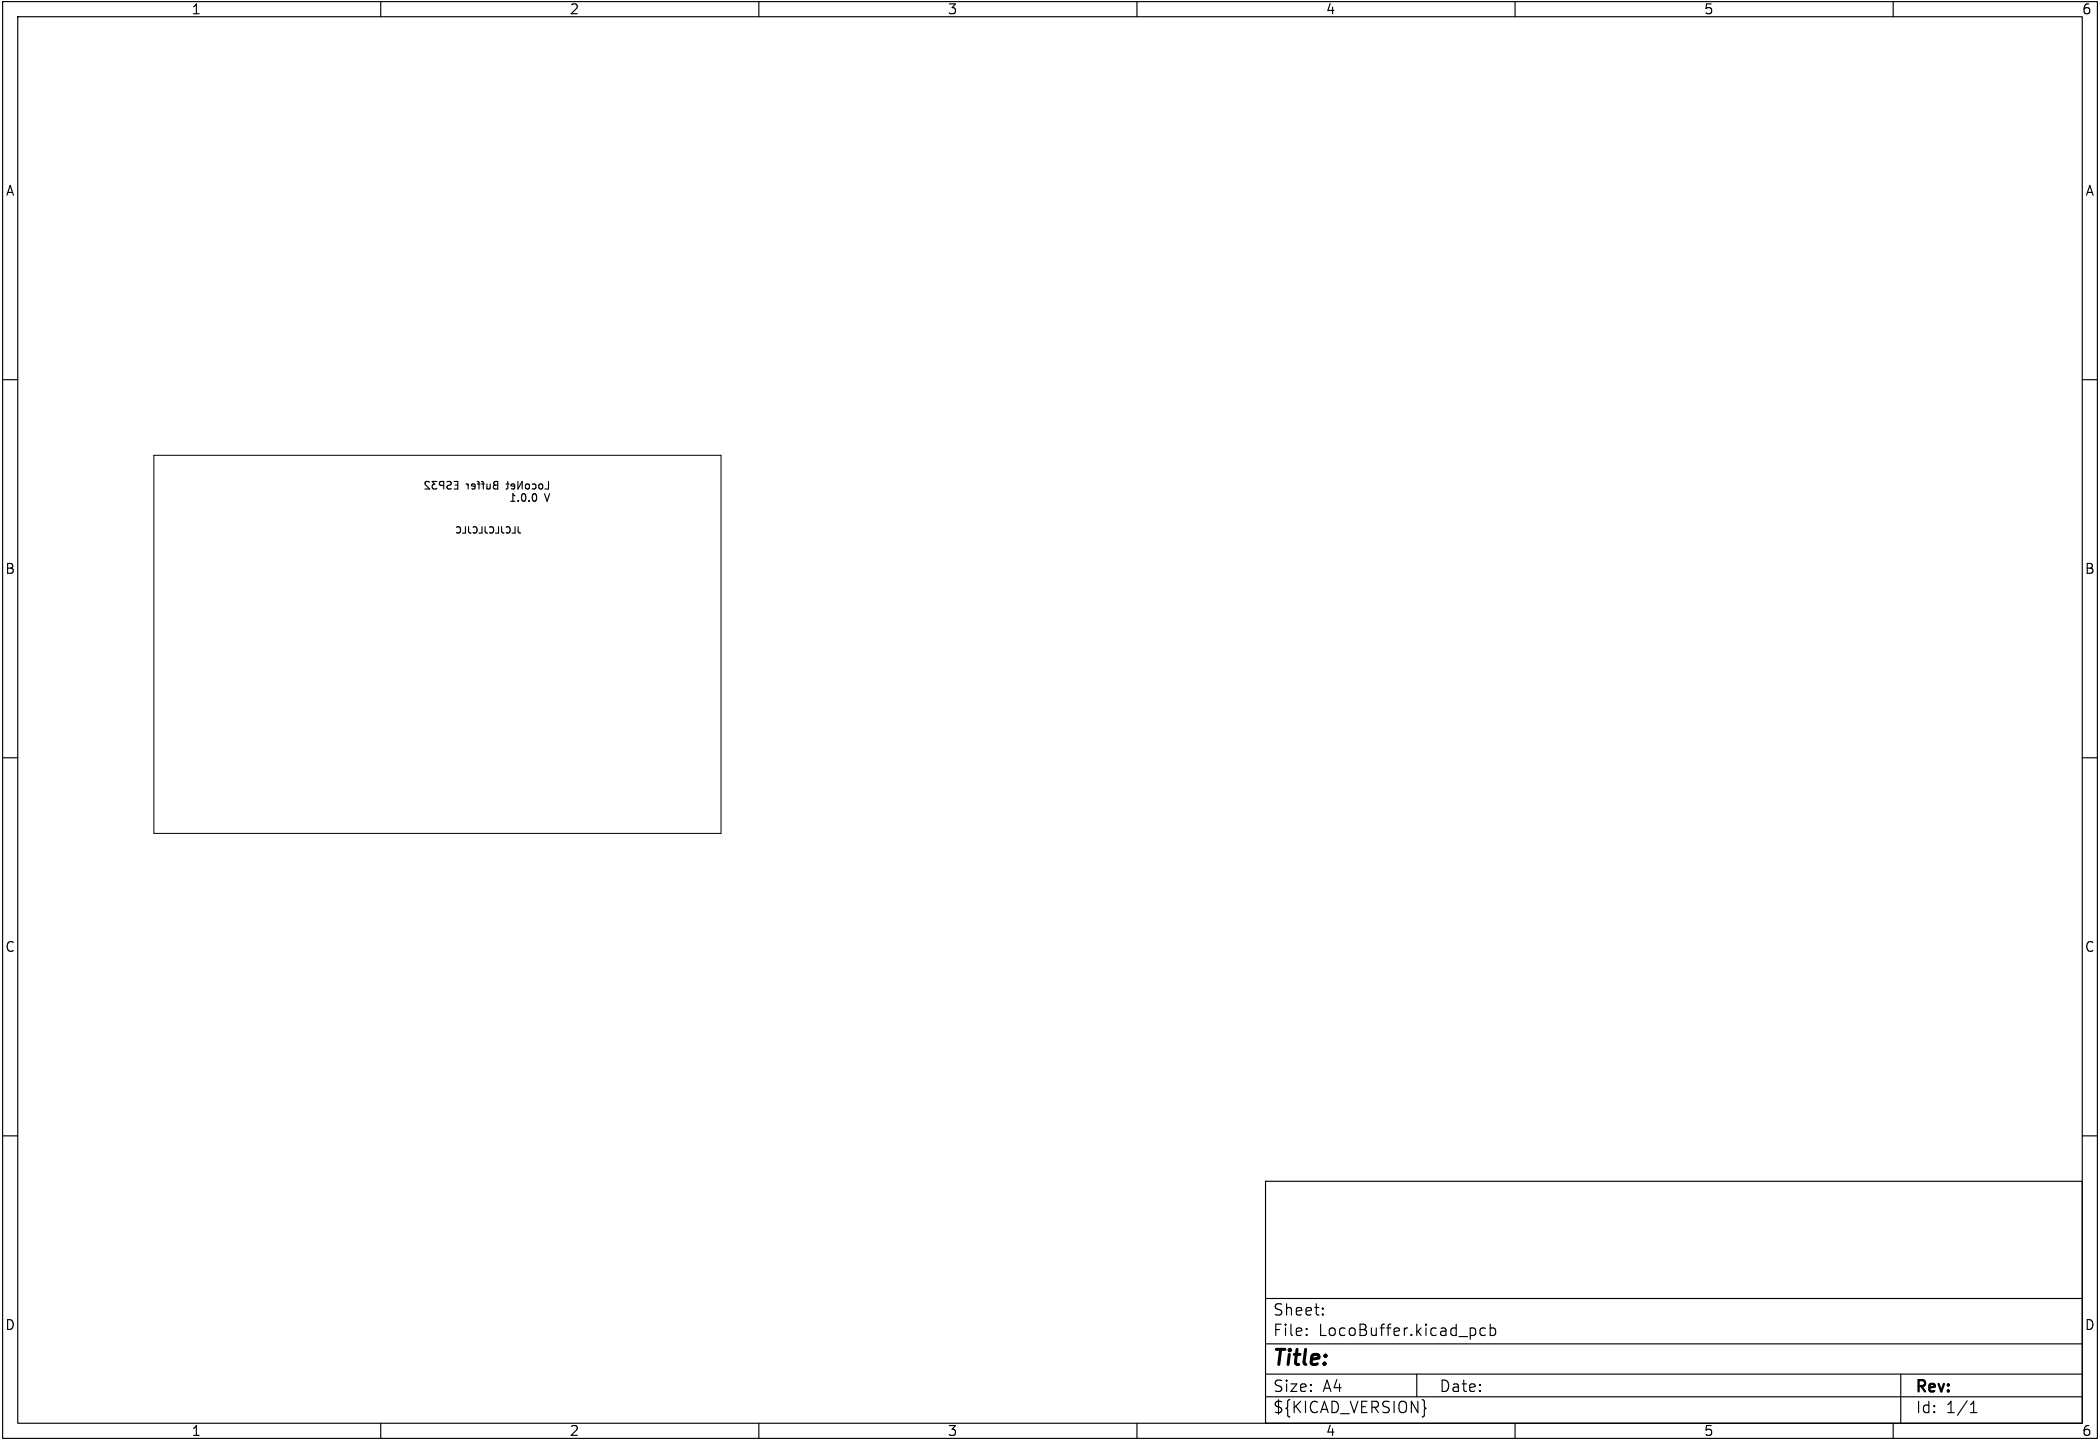 1 2 3 4 5 6
A A
LocoNet Buffer ESP32
V 0.0.1
JLCJLCJLCJLC
B B
C C
Sheet:
File: LocoBuffer.kicad_pcb
D D
Title:
Size: A4 Date: Rev:
${KICAD_VERSION} Id: 1/1
1 2 3 4 5 6